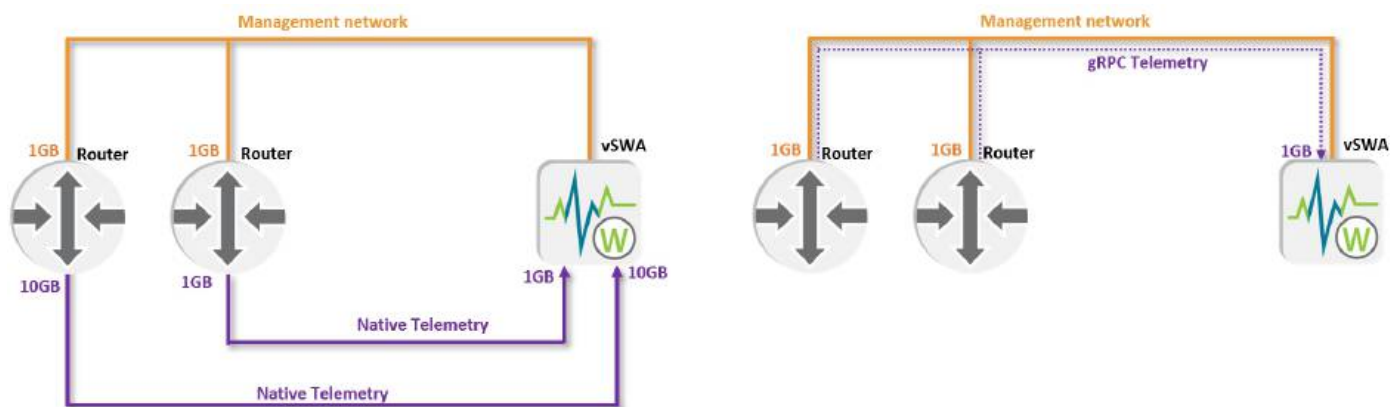 Management network
1GB
Router
1GB
Router
vSWA
W
10GB
1GB
1GB
10GB
Native Telemetry
Native Telemetry
Management network
gRPC Telemetry
1GB
Router
1GB
Router
1GB
vSWA
W